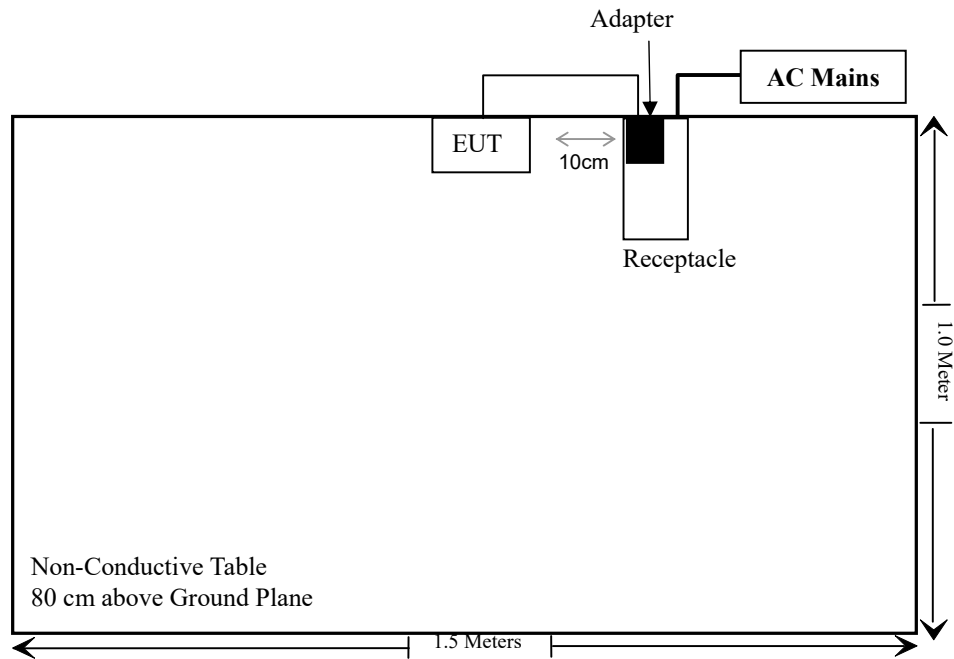 Adapter
AC Mains
EUT
10cm
Receptacle
1.0 Meter
Non-Conductive Table
80 cm above Ground Plane
1.5 Meters